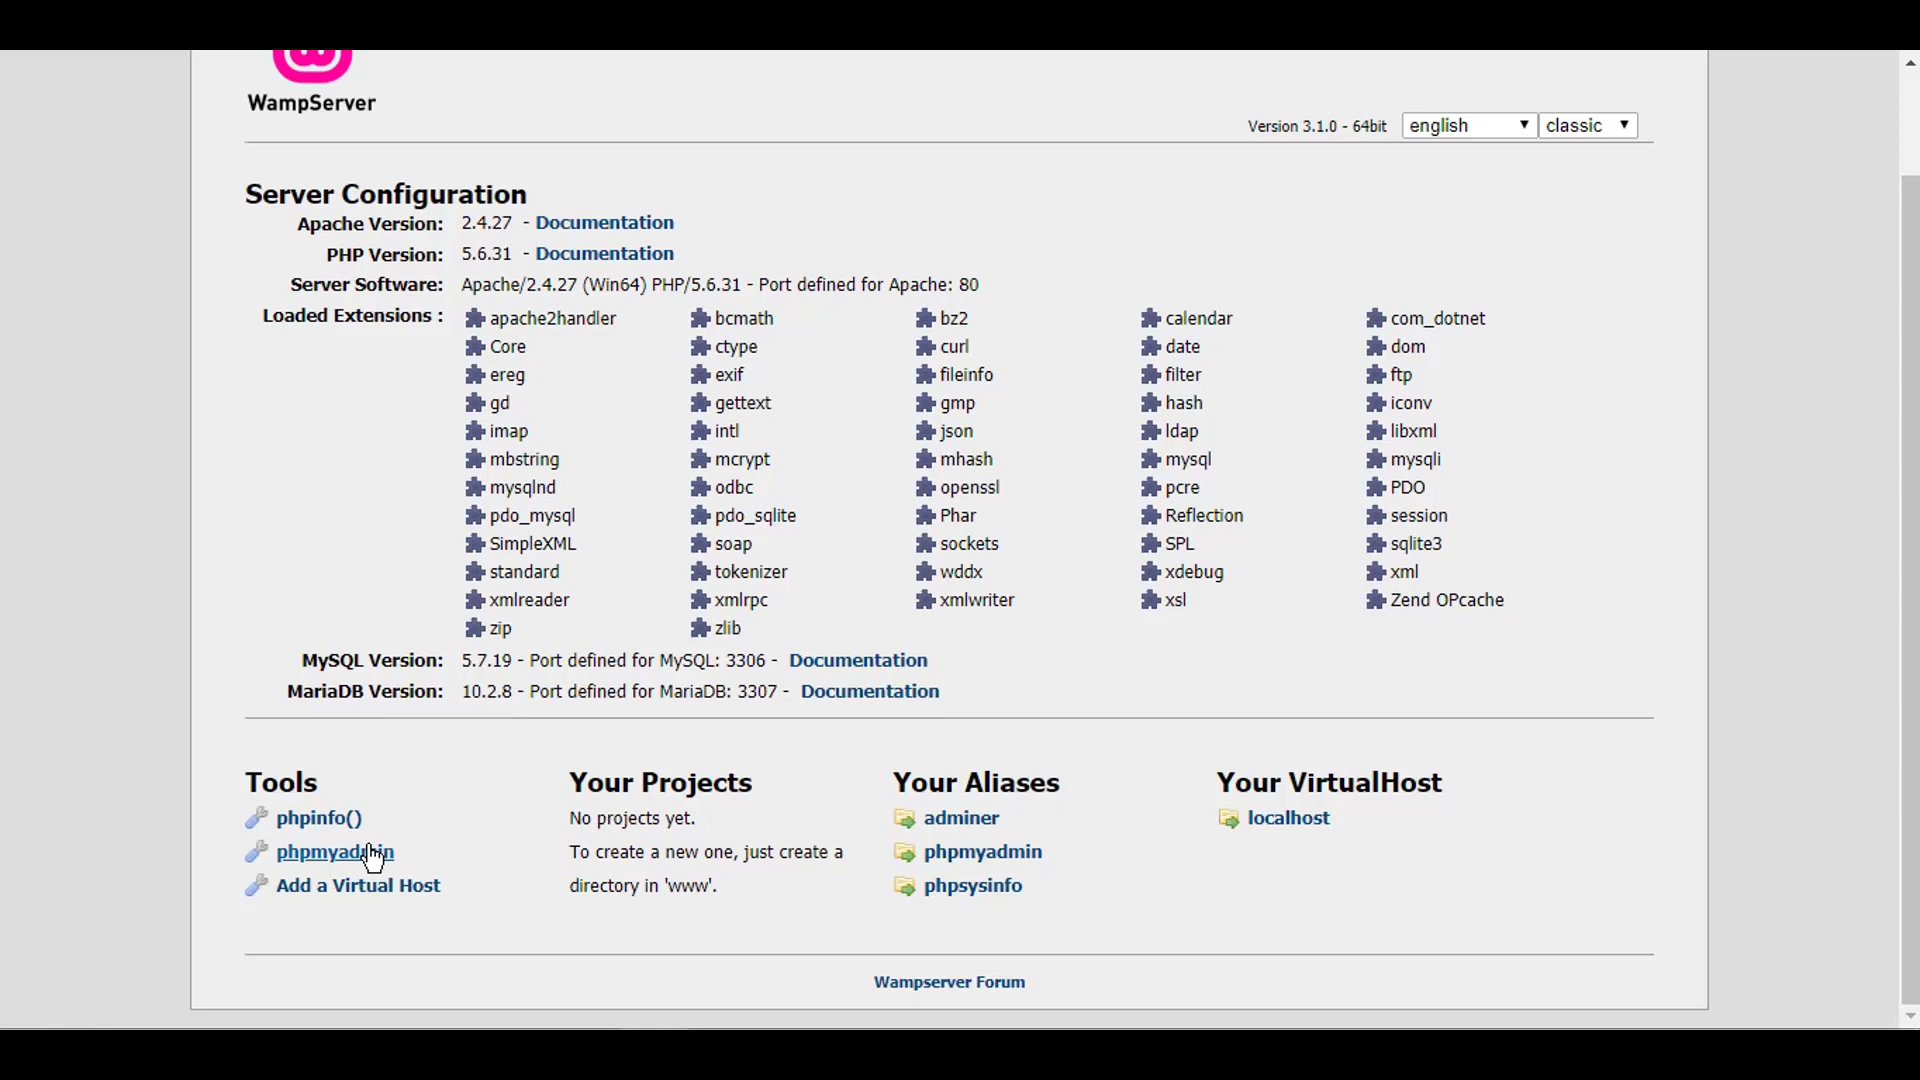 WampServer
Version 3.1.0 - 64bit english classic
Server Configuration
Apache Version: 2.4.27 - Documentation
PHP Version: 5.6.31 - Documentation
Server Software: Apache/2.4.27 (Win64) PHP/5.6.31 - Port defined for Apache: 80
Loaded Extensions : apache2handler bcmath bz2 calendar com_dotnet
Core ctype curl date dom
ereg exif fileinfo filter ftp
gd gettext gmp hash iconv
imap intl json ldap libxml
mbstring mcrypt mhash mysql mysqli
mysqlnd odbc openssl pcre PDO
pdo_mysql pdo_sqlite Phar Reflection session
SimpleXML soap sockets SPL sqlite3
standard tokenizer wddx xdebug xml
xmlreader xmlrpc xmlwriter xsl Zend OPcache
zip zlib
MySQL Version: 5.7.19 - Port defined for MySQL: 3306 - Documentation
MariaDB Version: 10.2.8 - Port defined for MariaDB: 3307 - Documentation
Tools
phpinfo()
phpmyadmin
Add a Virtual Host
Your Projects
No projects yet.
To create a new one, just create a
directory in 'www'.
Your Aliases
adminer
phpmyadmin
phpsysinfo
Your VirtualHost
localhost
Wampserver Forum